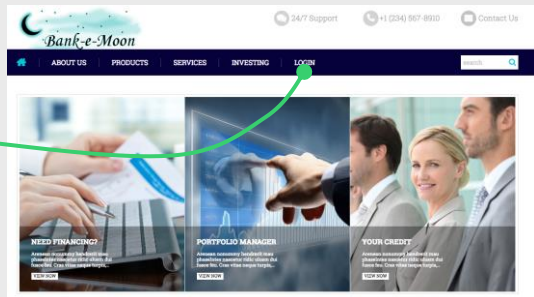 Bank-e-Moon
24/7 Support
+1 (234) 567-8910
Contact Us
ABOUT US
PRODUCTS
SERVICES
INVESTING
LOGIN
search
NEED FINANCING?
VIEW NOW
PORTFOLIO MANAGER
VIEW NOW
YOUR CREDIT
VIEW NOW